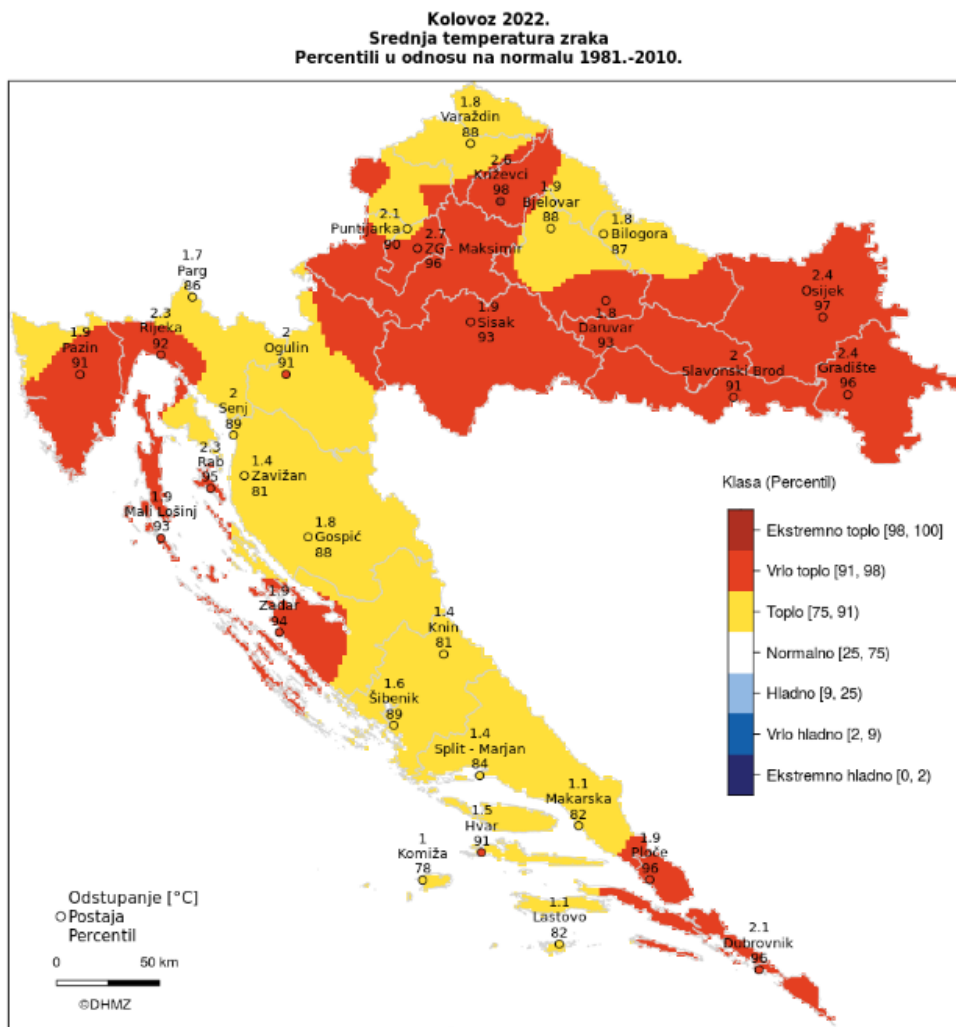 Kolovoz 2022.
Srednja temperatura zraka
Percentili u odnosu na normalu 1981.-2010.
1.8
Varaždin
88
2.6
Križevci
98
1.9
Bjelovar
88
1.8
Bilogora
87
2.1
Puntijarka
90
2.7
ZG - Maksimir
96
1.7
Parg
86
2.4
Osijek
97
2.3
Rijeka
92
1.9
Pazin
91
2
Ogulin
91
1.9
Sisak
93
1.8
Daruvar
93
2
Slavonski Brod
91
2.4
Gradište
96
2
Senj
89
2.3
Rab
95
1.4
Zavižan
81
1.9
Mali Lošinj
93
1.8
Gospić
88
1.9
Zadar
94
1.4
Knin
81
1.6
Šibenik
89
1.4
Split - Marjan
84
1.1
Makarska
82
1.5
Hvar
91
1
Komiža
78
1.9
Ploče
96
1.1
Lastovo
82
2.1
Dubrovnik
96
Klasa (Percentil)
Ekstremno toplo [98, 100]
Vrlo toplo [91, 98)
Toplo [75, 91)
Normalno [25, 75)
Hladno [9, 25)
Vrlo hladno [2, 9)
Ekstremno hladno [0, 2)
Odstupanje [°C]
Postaja
Percentil
0 50 km
©DHMZ